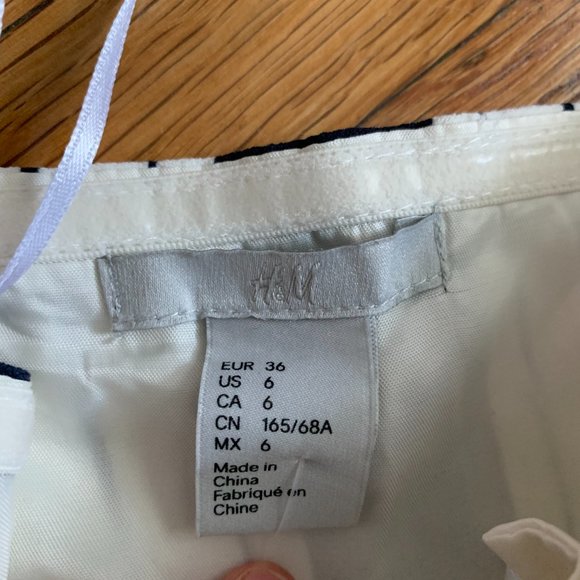 H&M
EUR 36
US 6
CA 6
CN 165/68A
MX 6
Made in
China
Fabriqué en
Chine